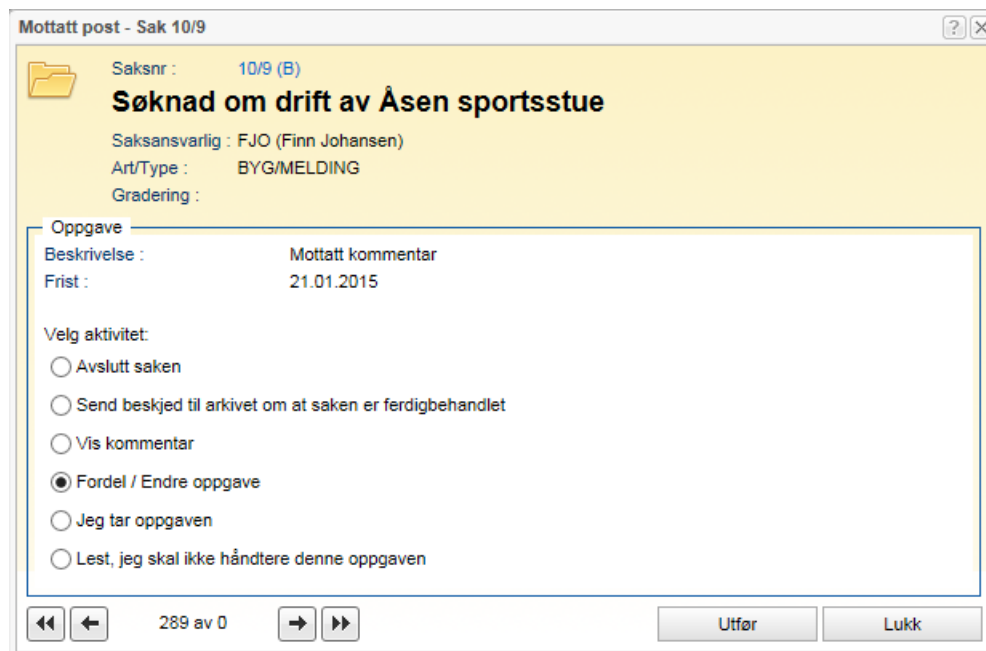 Mottatt post - Sak 10/9
Saksnr : 10/9 (B)
Søknad om drift av Åsen sportsstue
Saksansvarlig : FJO (Finn Johansen)
Art/Type : BYG/MELDING
Gradering :
Oppgave
Beskrivelse : Mottatt kommentar
Frist : 21.01.2015
Velg aktivitet:
Avslutt saken
Send beskjed til arkivet om at saken er ferdigbehandlet
Vis kommentar
Fordel / Endre oppgave
Jeg tar oppgaven
Lest, jeg skal ikke håndtere denne oppgaven
289 av 0 Utfør Lukk